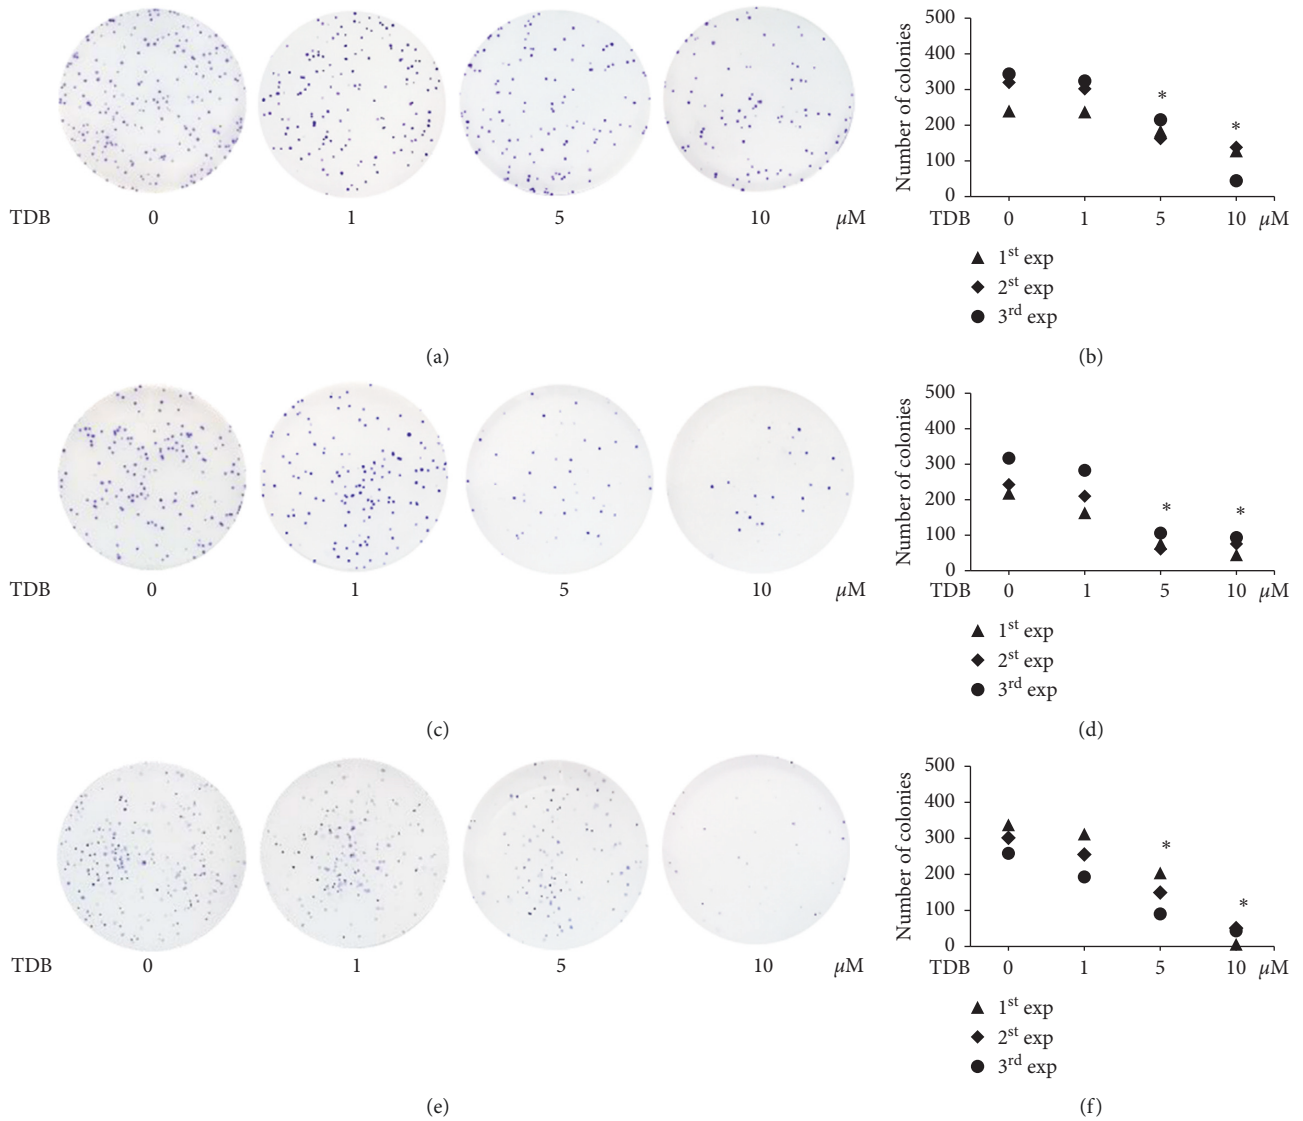 TDB 0 1 5 10 μM
(a)
500
400
300
200
100
0
Number of colonies
*
*
TDB 0 1 5 10 μM
1st exp
2st exp
3rd exp
(b)
TDB 0 1 5 10 μM
(c)
500
400
300
200
100
0
Number of colonies
*
*
TDB 0 1 5 10 μM
1st exp
2st exp
3rd exp
(d)
TDB 0 1 5 10 μM
(e)
500
400
300
200
100
0
Number of colonies
*
*
TDB 0 1 5 10 μM
1st exp
2st exp
3rd exp
(f)